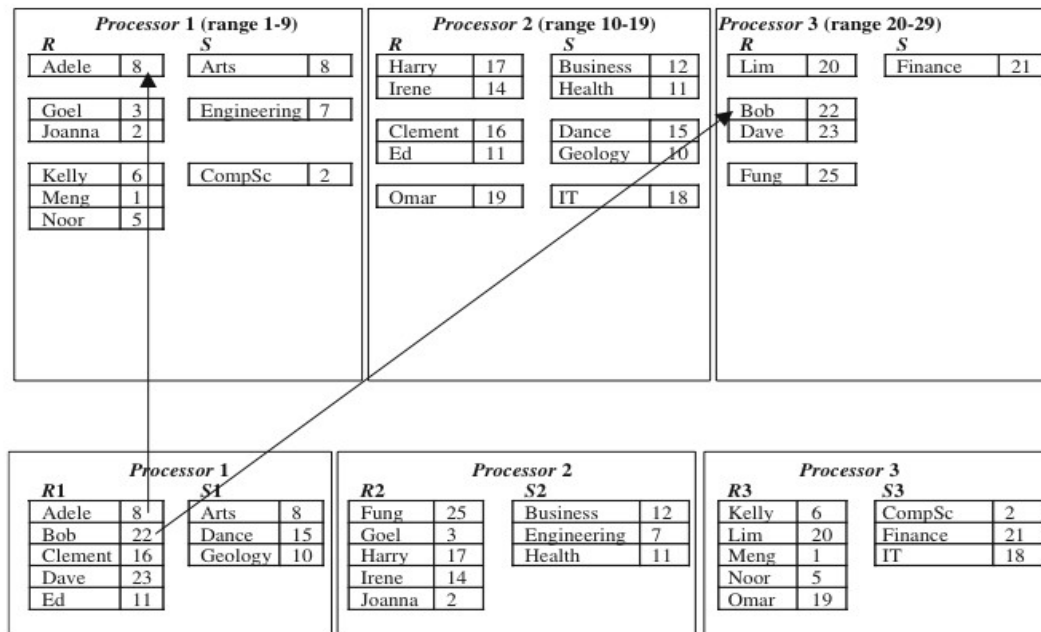 Processor 1 (range 1-9)
R S
Adele 8 Arts 8
Goel 3 Engineering 7
Joanna 2
Kelly 6 CompSc 2
Meng 1
Noor 5
Processor 2 (range 10-19)
R S
Harry 17 Business 12
Irene 14 Health 11
Clement 16 Dance 15
Ed 11 Geology 10
Omar 19 IT 18
Processor 3 (range 20-29)
R S
Lim 20 Finance 21
Bob 22
Dave 23
Fung 25
Processor 1
R1 S1
Adele 8 Arts 8
Bob 22 Dance 15
Clement 16 Geology 10
Dave 23
Ed 11
Processor 2
R2 S2
Fung 25 Business 12
Goel 3 Engineering 7
Harry 17 Health 11
Irene 14
Joanna 2
Processor 3
R3 S3
Kelly 6 CompSc 2
Lim 20 Finance 21
Meng 1 IT 18
Noor 5
Omar 19